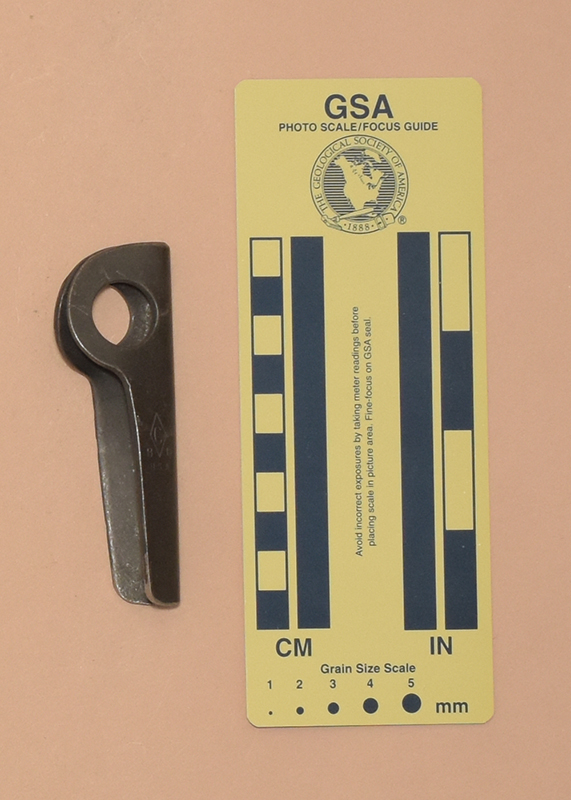 GSA
PHOTO SCALE/FOCUS GUIDE
THE GEOLOGICAL SOCIETY OF AMERICA
·1888·
®
Avoid incorrect exposures by taking meter readings before
placing scale in picture area. Fine-focus on GSA seal.
CM
IN
Grain Size Scale
1 2 3 4 5
mm